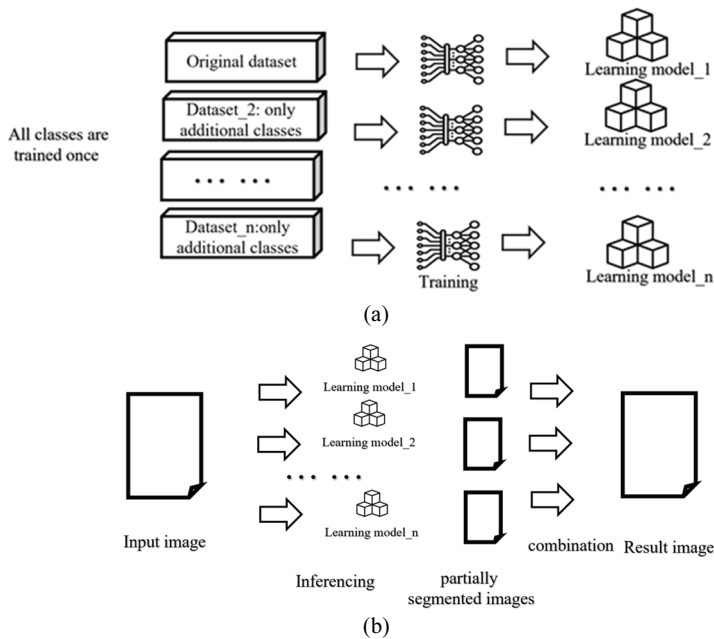 Original dataset
Learning model_1
Dataset_2: only
additional classes
Learning model_2
All classes are
trained once
... ...
... ...
... ...
Dataset_n:only
additional classes
Training
Learning model_n
(a)
Learning model_1
Learning model_2
... ...
Learning model_n
Input image
combination
Result image
Inferencing
partially
segmented images
(b)